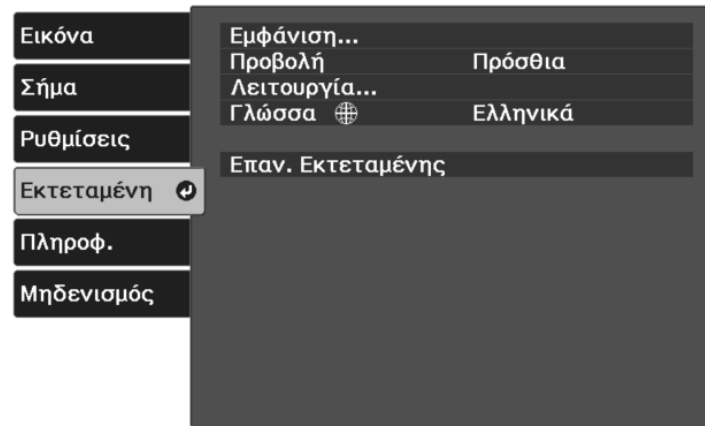 Εικόνα
Σήμα
Ρυθμίσεις
Εκτεταμένη
Πληροφ.
Μηδενισμός
Εμφάνιση...
Προβολή Πρόσθια
Λειτουργία...
Γλώσσα Ελληνικά
Επαν. Εκτεταμένης